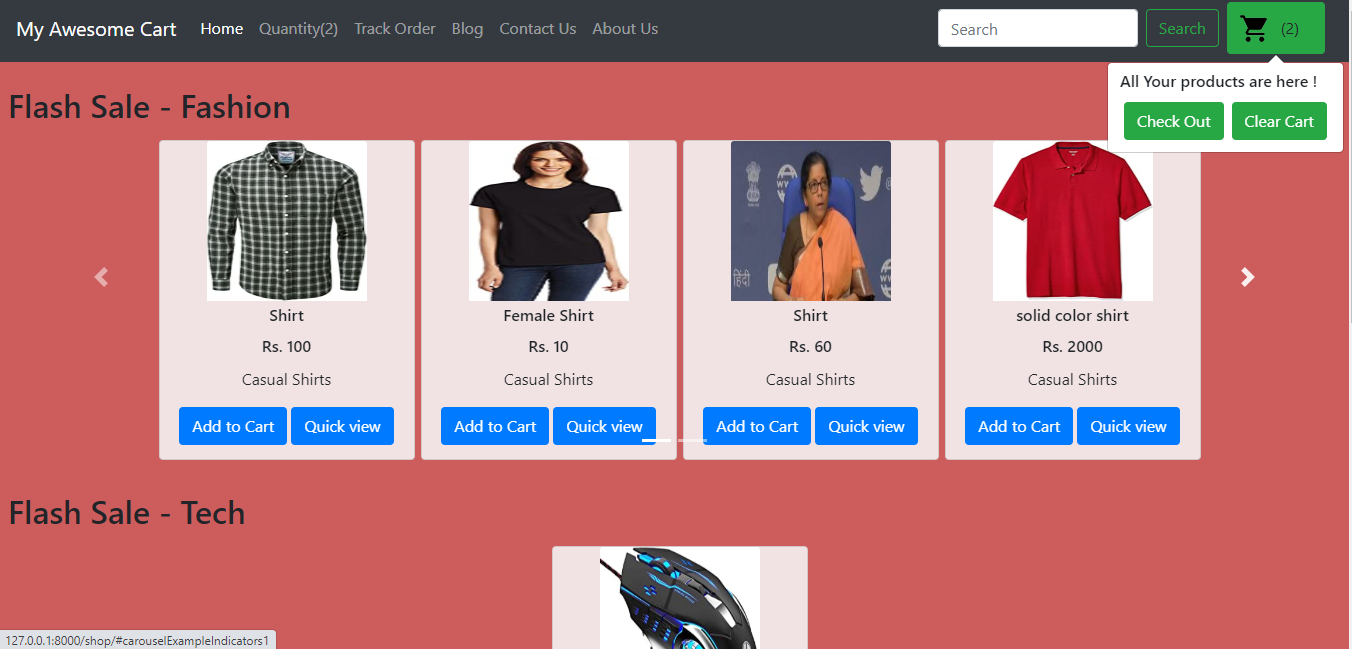 My Awesome Cart Home Quantity(2) Track Order Blog Contact Us About Us Search Search (2)
All Your products are here !
Check Out Clear Cart
Flash Sale - Fashion
हिंदी
Shirt Female Shirt Shirt solid color shirt
Rs. 100 Rs. 10 Rs. 60 Rs. 2000
Casual Shirts Casual Shirts Casual Shirts Casual Shirts
Add to Cart Quick view Add to Cart Quick view Add to Cart Quick view Add to Cart Quick view
Flash Sale - Tech
127.0.0.1:8000/shop/#carouselExampleIndicators1